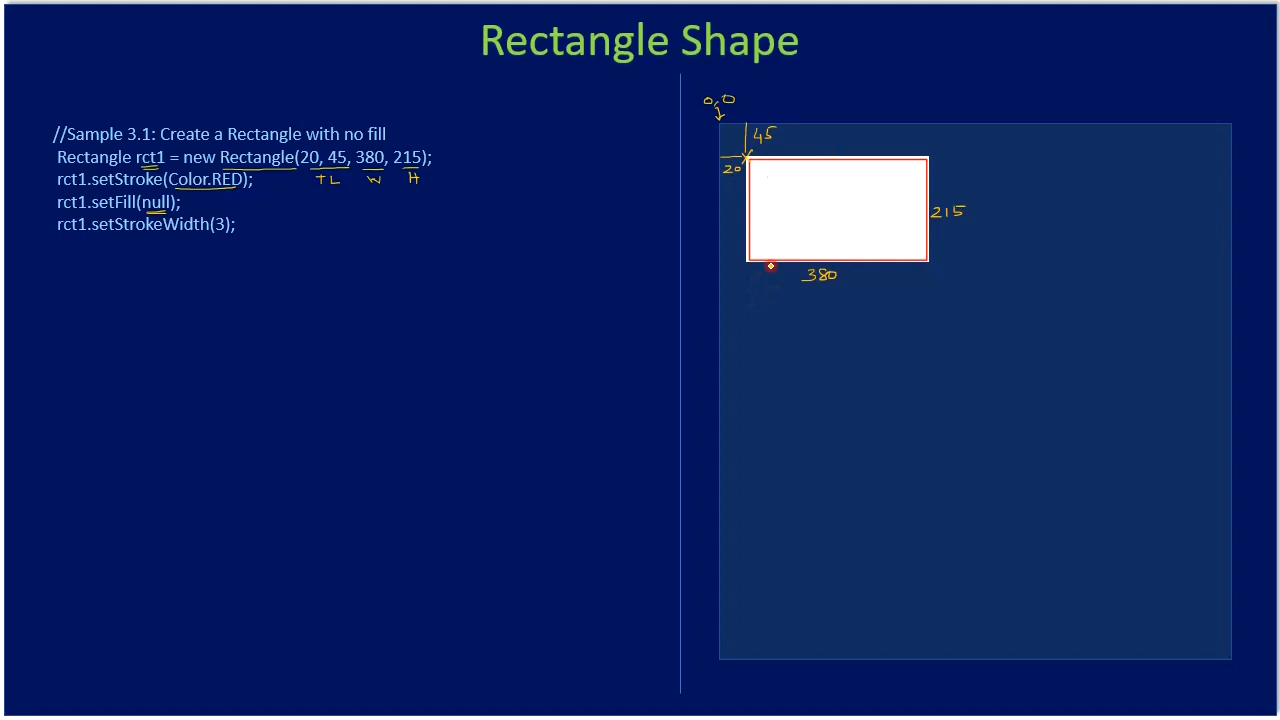 Rectangle Shape
//Sample 3.1: Create a Rectangle with no fill
Rectangle rct1 = new Rectangle(20, 45, 380, 215);
rct1.setStroke(Color.RED);
TL W H
rct1.setFill(null);
rct1.setStrokeWidth(3);
0,0
45
20
215
380